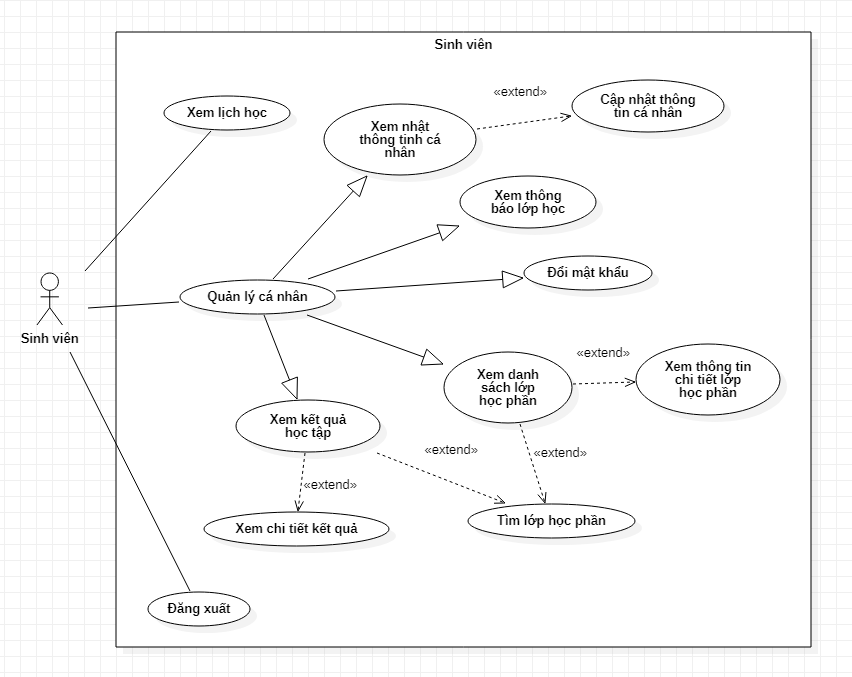 Sinh viên
Xem lịch học
Xem nhật
thông tinh cá
nhân
«extend»
Cập nhật thông
tin cá nhân
Xem thông
báo lớp học
Đổi mật khẩu
Quản lý cá nhân
Sinh viên
Xem danh
sách lớp
học phần
«extend»
Xem thông tin
chi tiết lớp
học phần
Xem kết quả
học tập
«extend»
«extend»
«extend»
Xem chi tiết kết quả
Tìm lớp học phần
Đăng xuất